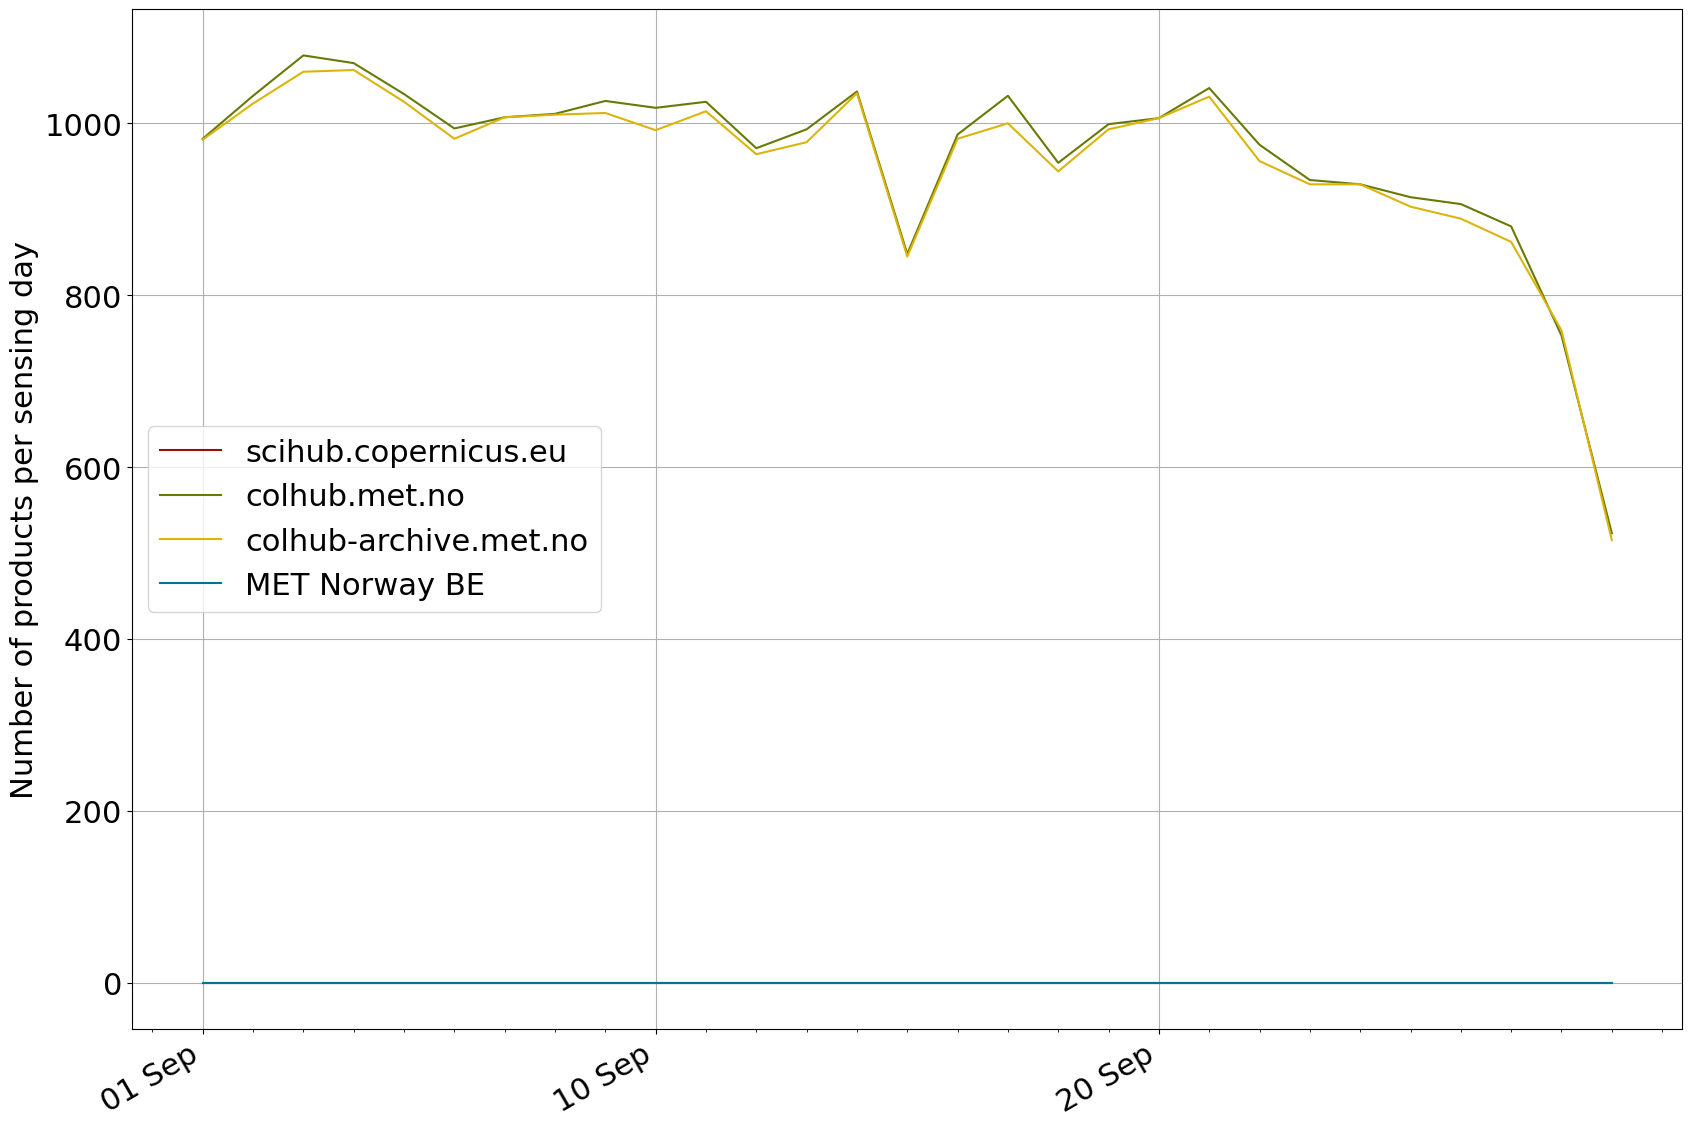 Number of products per sensing day
1000
800
600
400
200
0
scihub.copernicus.eu
colhub.met.no
colhub-archive.met.no
MET Norway BE
01 Sep
10 Sep
20 Sep